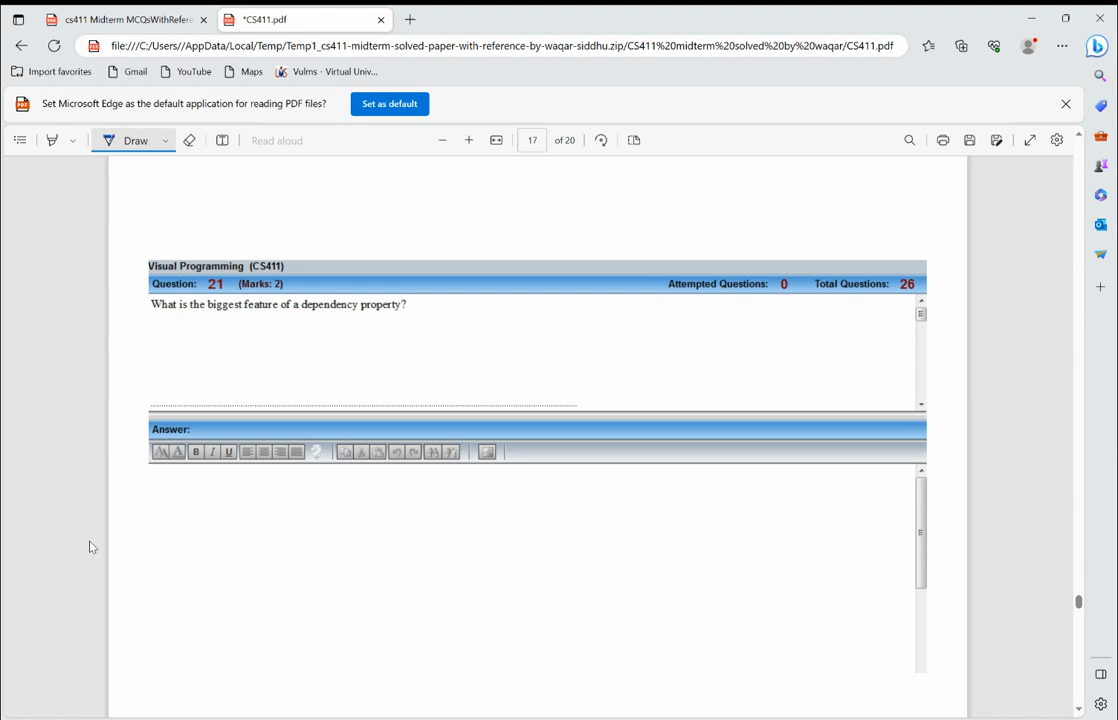 cs411 Midterm MCQsWithRefere
*CS411.pdf
file:///C:/Users//AppData/Local/Temp/Temp1_cs411-midterm-solved-paper-with-reference-by-waqar-siddhu.zip/CS411%20midterm%20solved%20by%20waqar/CS411.pdf
Import favorites Gmail YouTube Maps Vulms - Virtual Univ...
Set Microsoft Edge as the default application for reading PDF files? Set as default
Draw Read aloud 17 of 20
Visual Programming (CS411)
Question: 21 (Marks: 2) Attempted Questions: 0 Total Questions: 26
What is the biggest feature of a dependency property?
Answer:
B I U